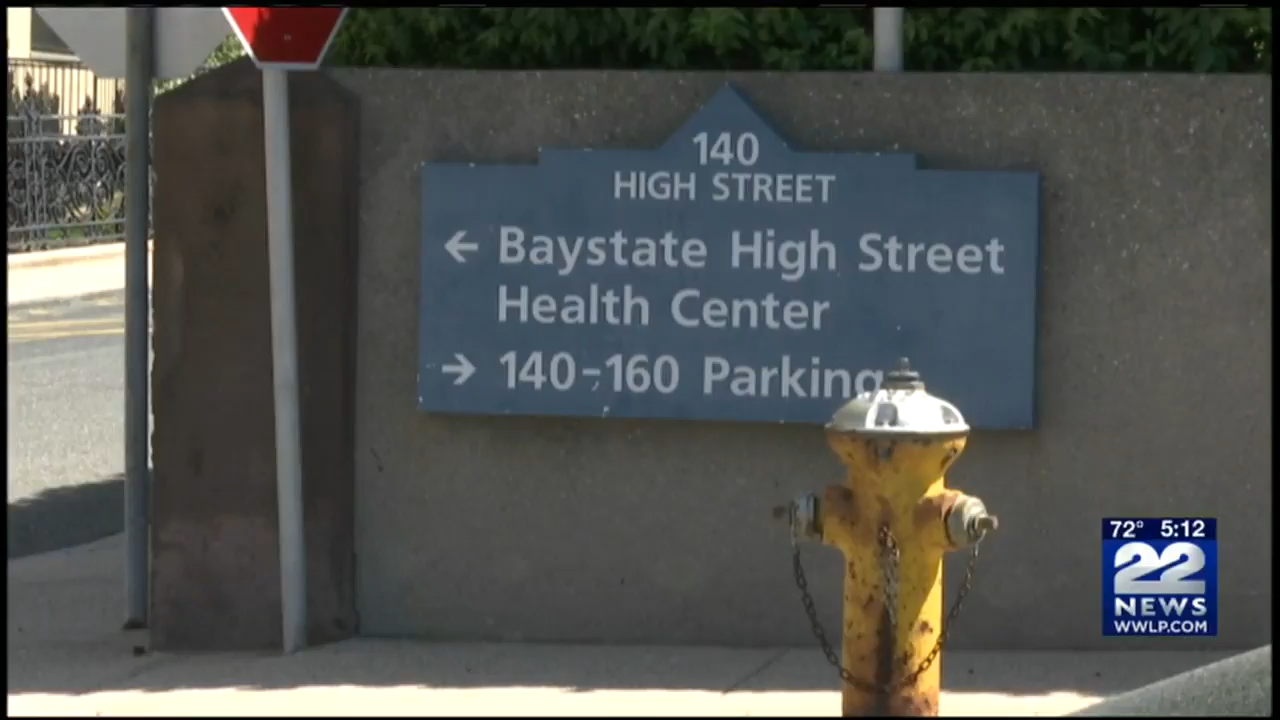 140
HIGH STREET
← Baystate High Street
Health Center
→ 140-160 Parking
72° 5:12
22
NEWS
WWLP.COM